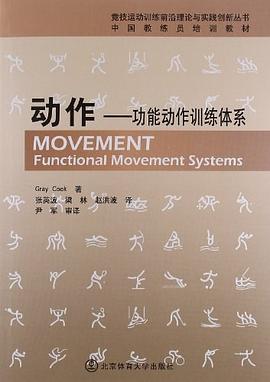 竞技运动训练前沿理论与实践创新丛书
中国教练员培训教材
动作——功能动作训练体系
MOVEMENT
Functional Movement Systems
Gray Cook 著
张英波 梁林 赵洪波 译
尹军 审译
北京体育大学出版社